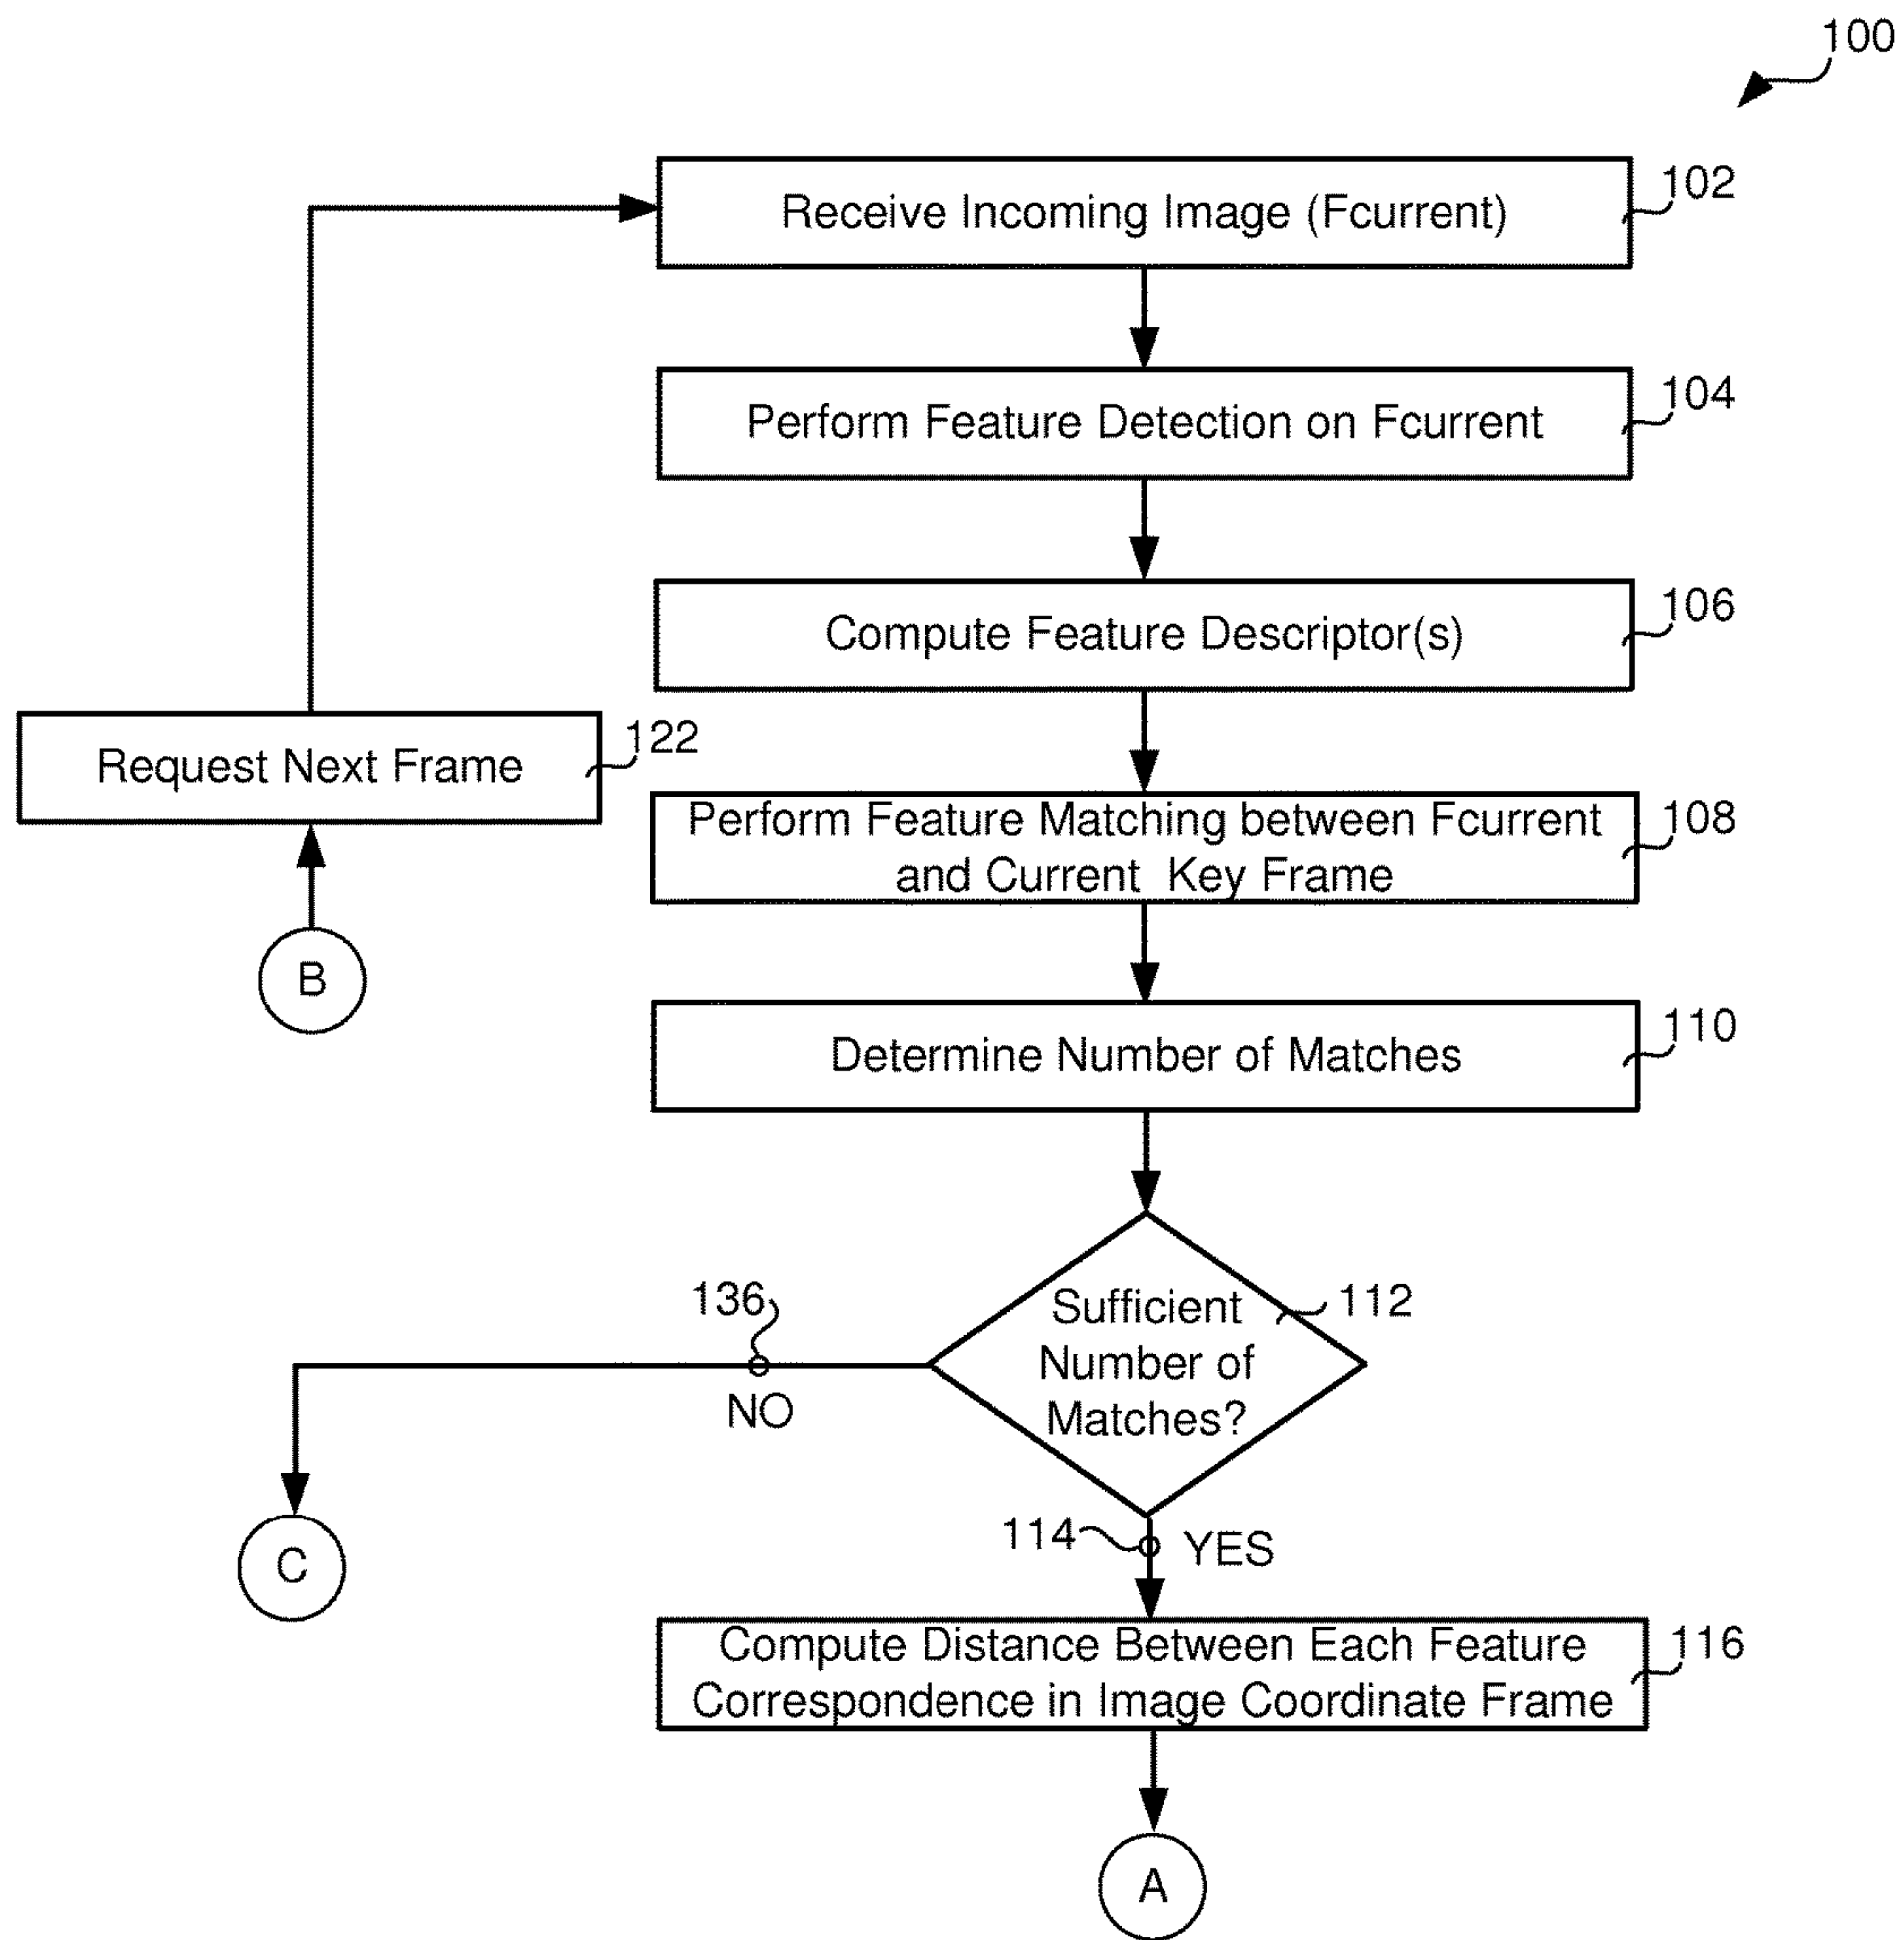 100
Receive Incoming Image (Fcurrent)
102
Perform Feature Detection on Fcurrent
104
Compute Feature Descriptor(s)
106
Request Next Frame
122
Perform Feature Matching between Fcurrent
and Current Key Frame
108
B
Determine Number of Matches
110
Sufficient
Number of
Matches?
112
136
NO
C
114
YES
Compute Distance Between Each Feature
Correspondence in Image Coordinate Frame
116
A